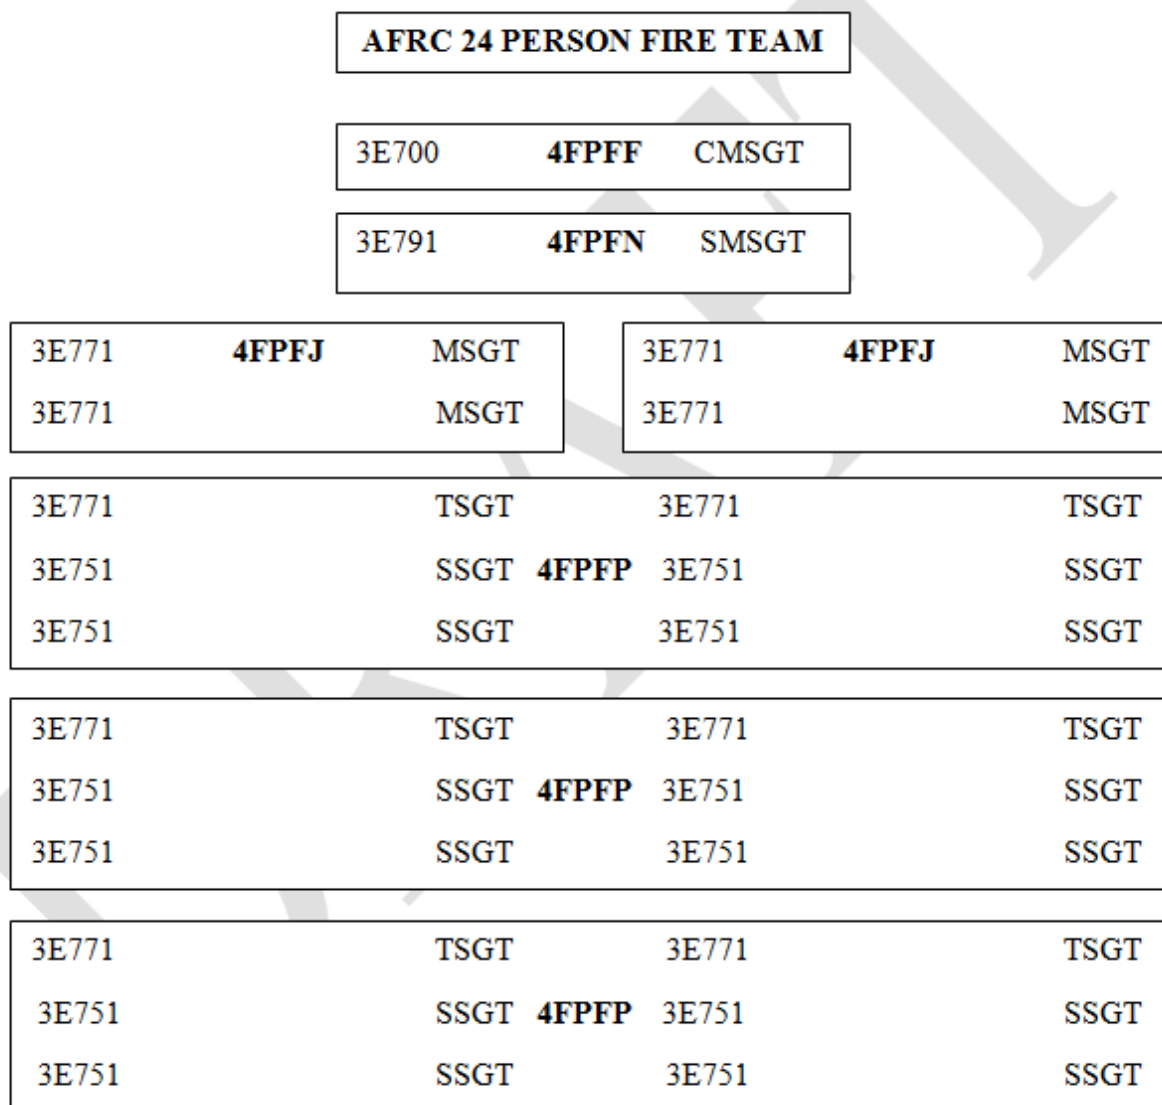 AFRC 24 PERSON FIRE TEAM
3E700 4FPFF CMSGT
3E791 4FPFN SMSGT
3E771 4FPFJ MSGT 3E771 4FPFJ MSGT
3E771 MSGT 3E771 MSGT
3E771 TSGT 3E771 TSGT
3E751 SSGT 4FPFP 3E751 SSGT
3E751 SSGT 3E751 SSGT
3E771 TSGT 3E771 TSGT
3E751 SSGT 4FPFP 3E751 SSGT
3E751 SSGT 3E751 SSGT
3E771 TSGT 3E771 TSGT
3E751 SSGT 4FPFP 3E751 SSGT
3E751 SSGT 3E751 SSGT